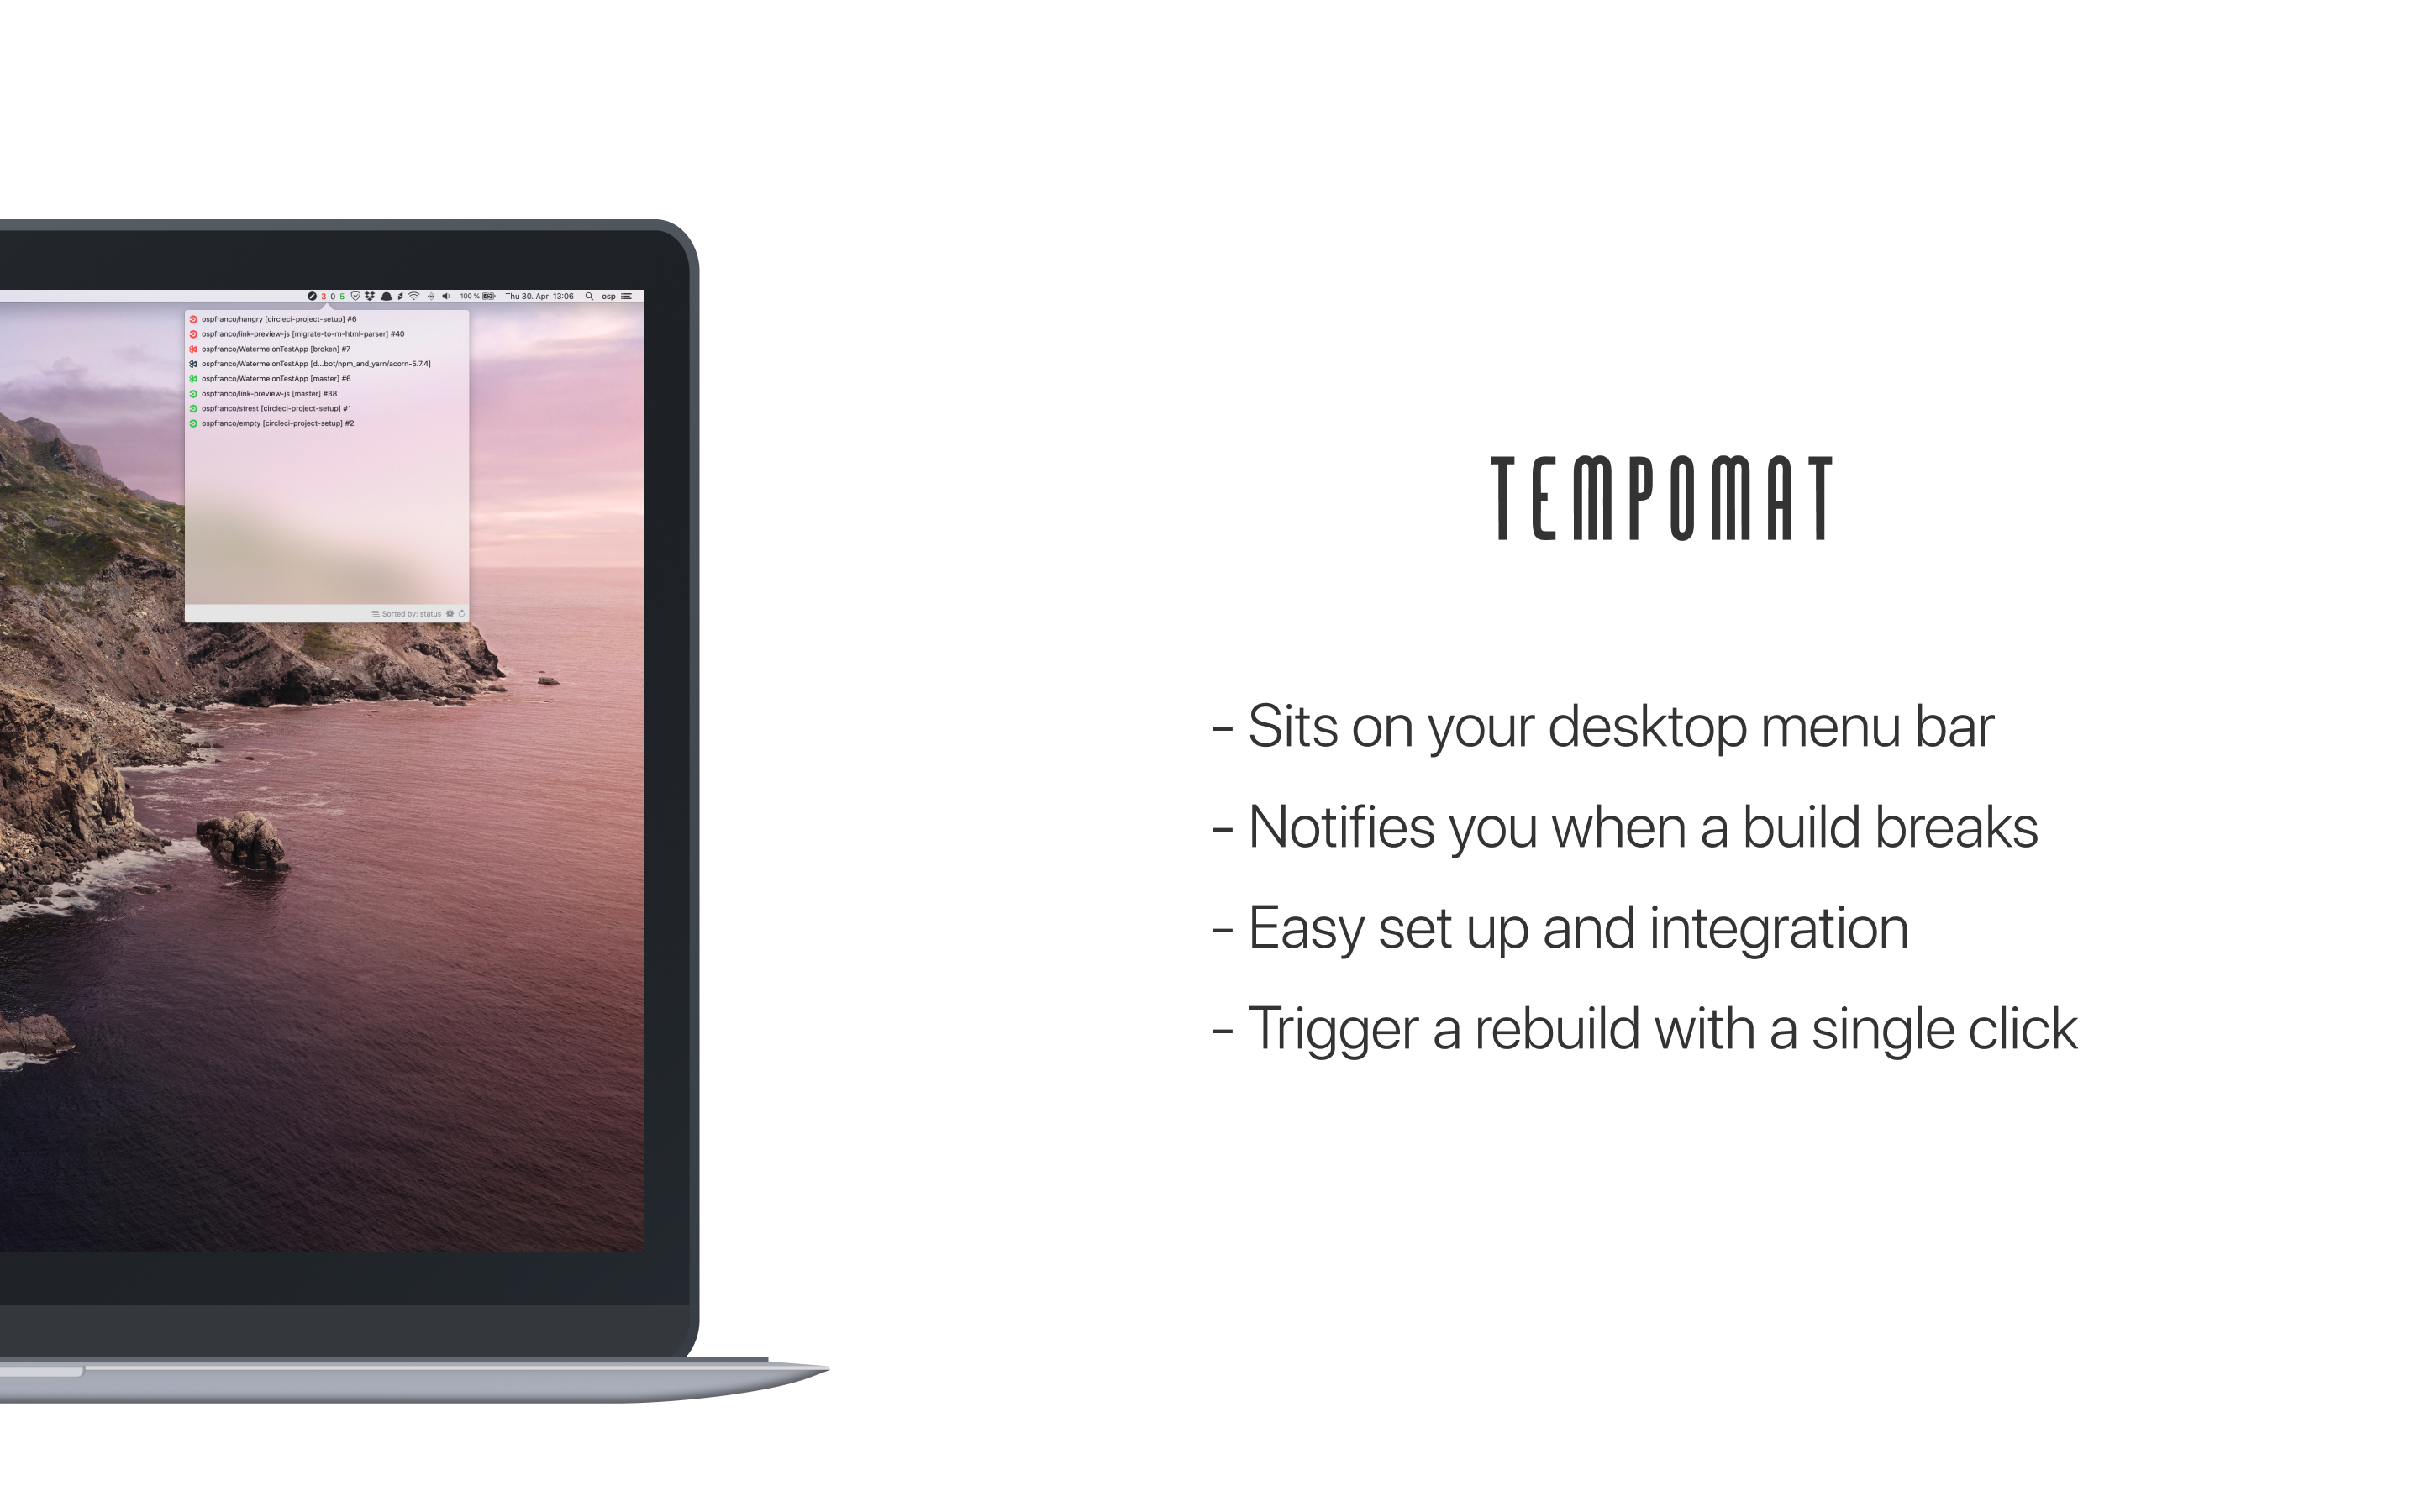 3 0 5 100 % Thu 30. Apr 13:06 osp
ospfranco/hangry [circleci-project-setup] #6
ospfranco/link-preview-js [migrate-to-rn-html-parser] #40
ospfranco/WatermelonTestApp [broken] #7
ospfranco/WatermelonTestApp [d...bot/npm_and_yarn/acorn-5.7.4]
ospfranco/WatermelonTestApp [master] #6
ospfranco/link-preview-js [master] #38
ospfranco/strest [circleci-project-setup] #1
ospfranco/empty [circleci-project-setup] #2
Sorted by: status
TEMPOMAT
- Sits on your desktop menu bar
- Notifies you when a build breaks
- Easy set up and integration
- Trigger a rebuild with a single click